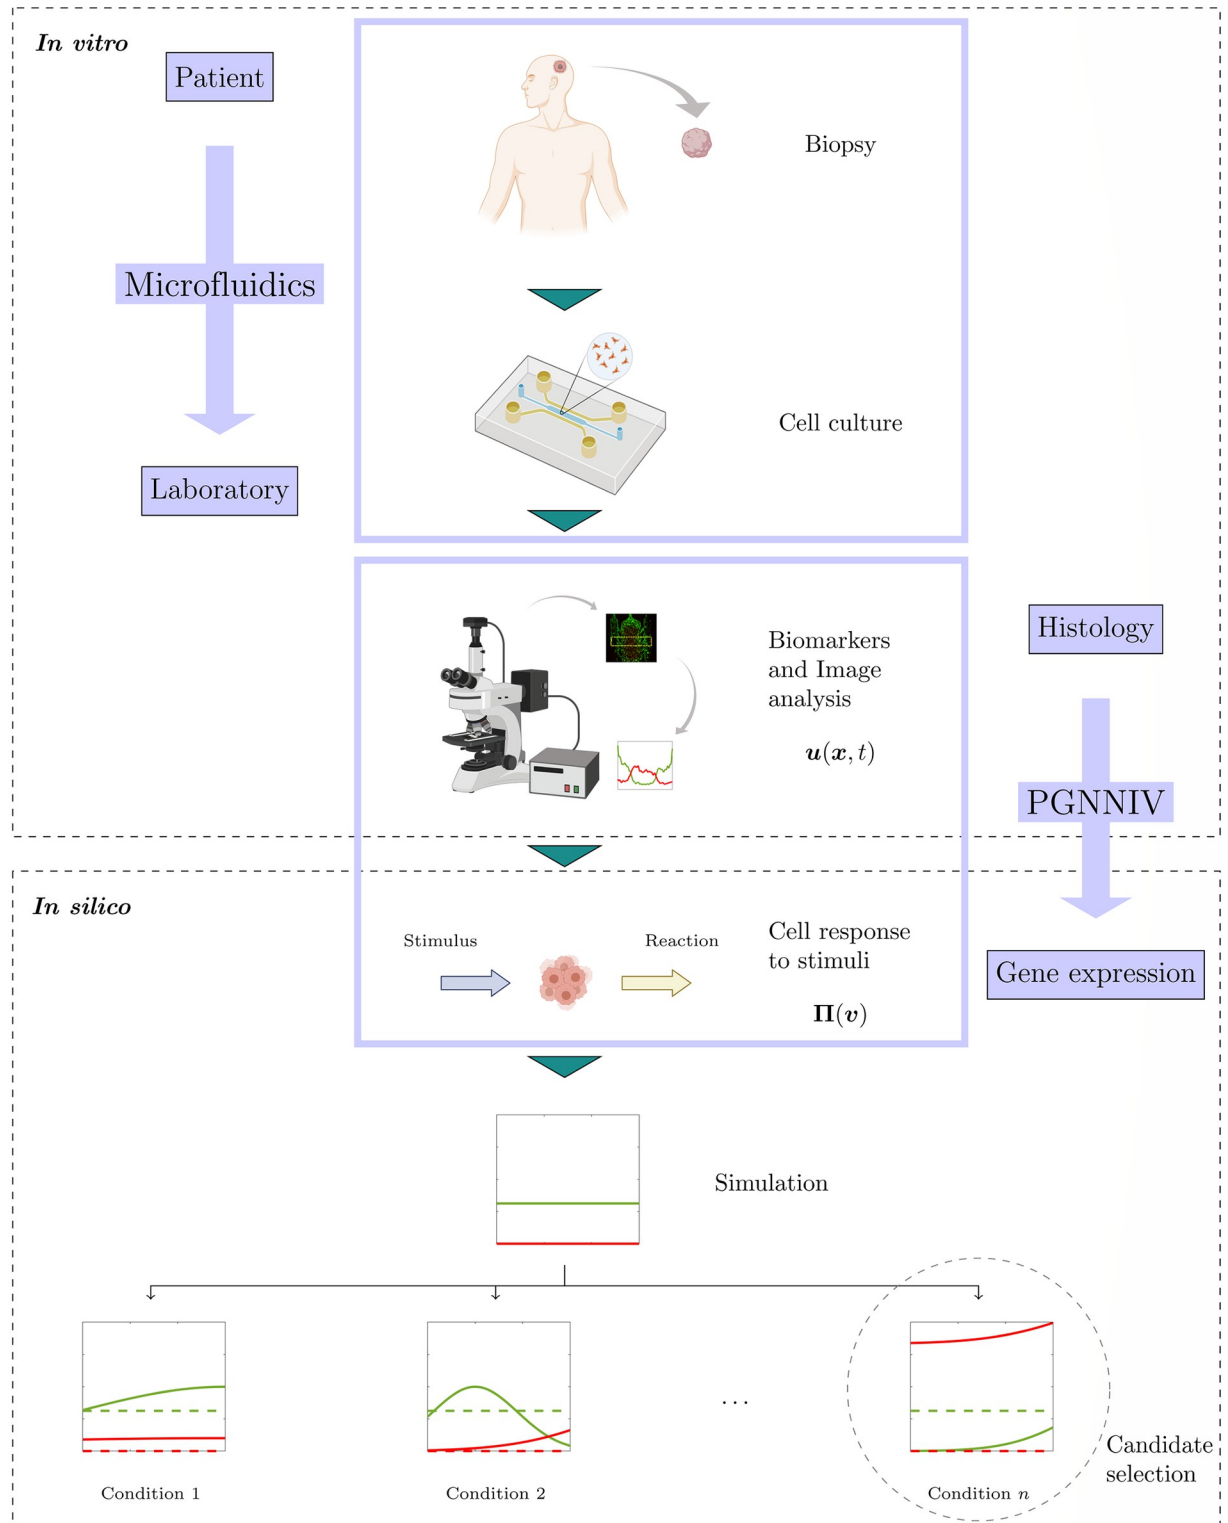 In vitro
Patient
Biopsy
Microfluidics
Cell culture
Laboratory
Histology
Biomarkers
and Image
analysis
u(x, t)
PGNNIV
In silico
Stimulus
Reaction
Cell response
to stimuli
Π(v)
Gene expression
Simulation
...
Candidate
selection
Condition 1
Condition 2
Condition n